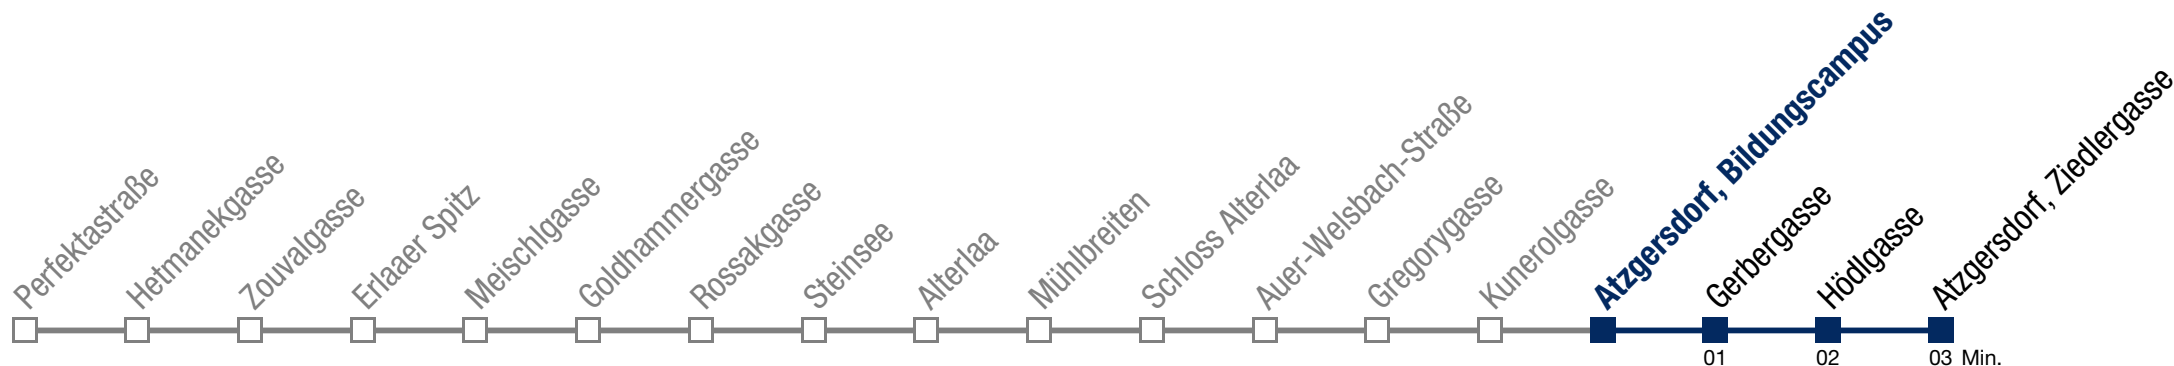 Perfektastraße
Hetmanekgasse
Zouvalgasse
Erlaaer Spitz
Meischlgasse
Goldhammergasse
Rossakgasse
Steinsee
Alterlaa
Mühlbreiten
Schloss Alterlaa
Auer-Welsbach-Straße
Gregorygasse
Kunerolgasse
Atzgersdorf, Bildungscampus
Gerbergasse
Hödlgasse
Atzgersdorf, Ziedlergasse
01 02 03 Min.